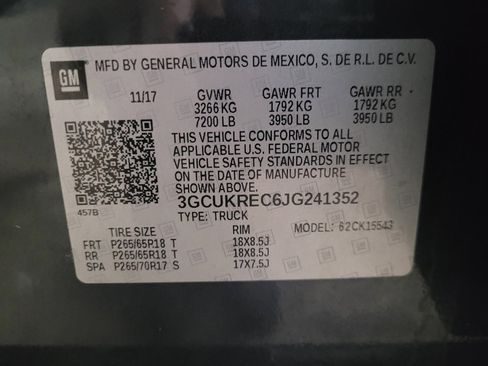 GM
MFD BY GENERAL MOTORS DE MEXICO, S. DE R.L. DE C.V.
11/17 GVWR GAWR FRT GAWR RR
3266 KG 1792 KG 1792 KG
7200 LB 3950 LB 3950 LB
THIS VEHICLE CONFORMS TO ALL
APPLICABLE U.S. FEDERAL MOTOR
VEHICLE SAFETY STANDARDS IN EFFECT
ON THE DATE OF MANUFACTURE
SHOWN ABOVE.
457B
3GCUKREC6JG241352
TYPE: TRUCK
MODEL: 62CK15543
TIRE SIZE RIM
FRT P265/65R18 T 18X8.5J
RR P265/65R18 T 18X8.5J
SPA P265/70R17 S 17X7.5J